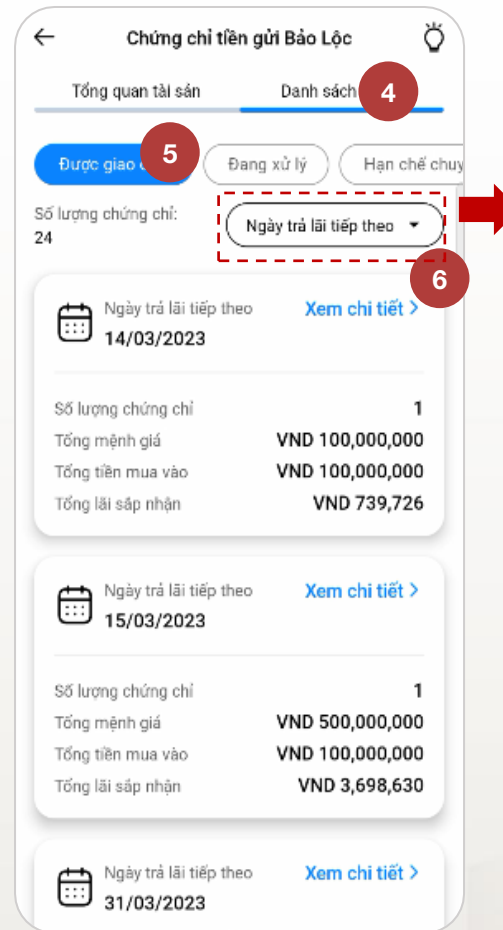 Chứng chỉ tiền gửi Bảo Lộc
Tổng quan tài sản Danh sách 4
Được giao 5 Đang xử lý Hạn chế chuy
Số lượng chứng chỉ:
24
Ngày trả lãi tiếp theo
6
Ngày trả lãi tiếp theo Xem chi tiết >
14/03/2023
Số lượng chứng chỉ 1
Tổng mệnh giá VND 100,000,000
Tổng tiền mua vào VND 100,000,000
Tổng lãi sắp nhận VND 739,726
Ngày trả lãi tiếp theo Xem chi tiết >
15/03/2023
Số lượng chứng chỉ 1
Tổng mệnh giá VND 500,000,000
Tổng tiền mua vào VND 100,000,000
Tổng lãi sắp nhận VND 3,698,630
Ngày trả lãi tiếp theo Xem chi tiết >
31/03/2023